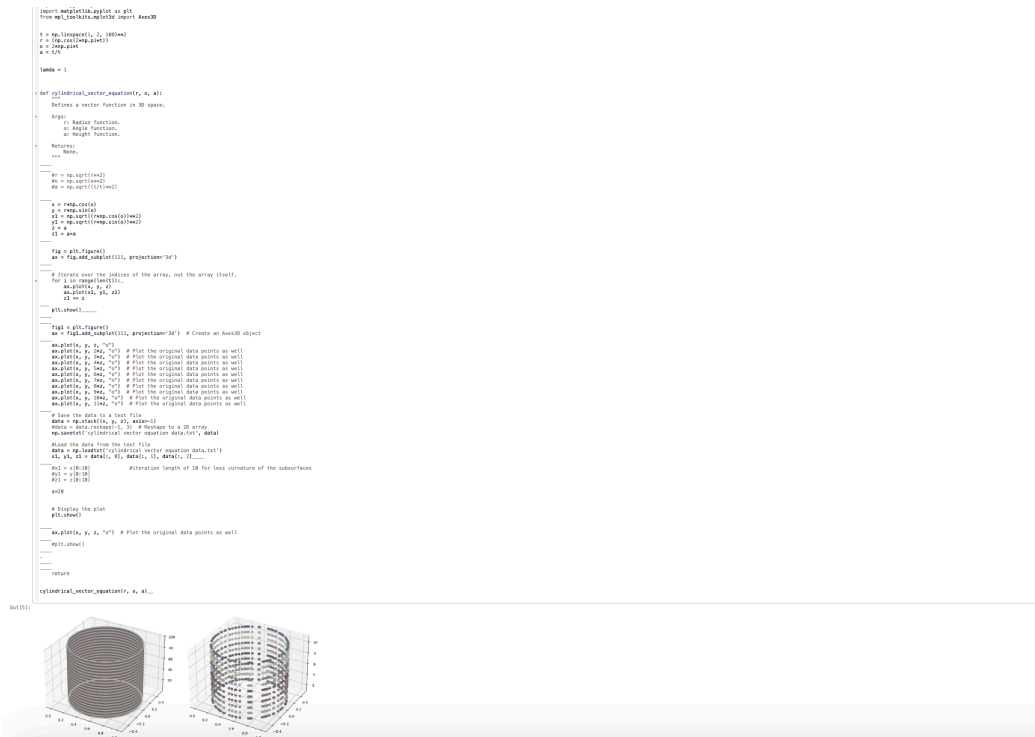 import matplotlib.pyplot as plt
from mpl_toolkits.mplot3d import Axes3D
t = np.linspace(1, 2, 100)**2
r = (np.cos(2*np.pi*t))
o = 2*np.pi*t
a = t/t
lamda = 1
def cylindrical_vector_equation(r, o, a):
"""
Defines a vector function in 3D space.
Args:
r: Radius function.
o: Angle function.
a: Height function.
Returns:
None.
"""
#r = np.sqrt(r**2)
#o = np.sqrt(o**2)
#a = np.sqrt((t/t)**2)
x = r*np.cos(o)
y = r*np.sin(o)
x1 = np.sqrt((r*np.cos(o))**2)
y1 = np.sqrt((r*np.sin(o))**2)
z = a
z1 = a+a
fig = plt.figure()
ax = fig.add_subplot(111, projection='3d')
# Iterate over the indices of the array, not the array itself.
for i in range(len(t)):_
ax.plot(x, y, z)
ax.plot(x1, y1, z1)
z1 += z
plt.show()
fig1 = plt.figure()
ax = fig1.add_subplot(111, projection='3d') # Create an Axes3D object
ax.plot(x, y, z, "o")
ax.plot(x, y, 2*z, "o") # Plot the original data points as well
ax.plot(x, y, 3*z, "o") # Plot the original data points as well
ax.plot(x, y, 4*z, "o") # Plot the original data points as well
ax.plot(x, y, 5*z, "o") # Plot the original data points as well
ax.plot(x, y, 6*z, "o") # Plot the original data points as well
ax.plot(x, y, 7*z, "o") # Plot the original data points as well
ax.plot(x, y, 8*z, "o") # Plot the original data points as well
ax.plot(x, y, 9*z, "o") # Plot the original data points as well
ax.plot(x, y, 10*z, "o") # Plot the original data points as well
ax.plot(x, y, 11*z, "x") # Plot the original data points as well
# Save the data to a text file
data = np.stack((x, y, z), axis=-1)
#data = data.reshape(-1, 3) # Reshape to a 2D array
np.savetxt('cylindrical vector equation data.txt', data)
#Load the data from the text file
data = np.loadtxt('cylindrical vector equation data.txt')
x1, y1, z1 = data[:, 0], data[:, 1], data[:, 2]
#x1 = x[0:10] #iteration length of 10 for less curvature of the subsurfaces
#y1 = y[0:10]
#z1 = z[0:10]
# Display the plot
plt.show()
ax.plot(x, y, z, "o") # Plot the original data points as well
#plt.show()
return
cylindrical_vector_equation(r, o, a)
Out[5]: